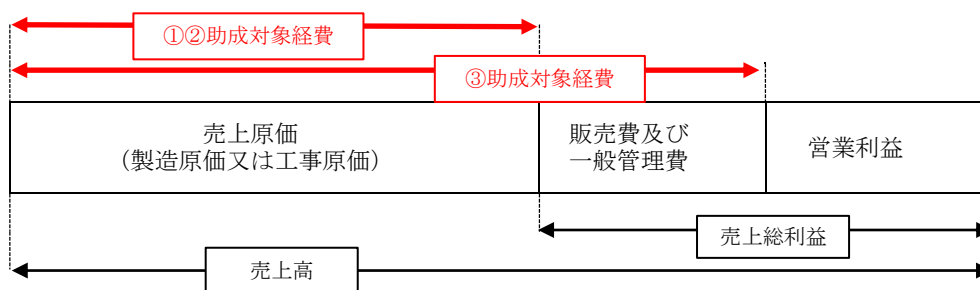 ①②助成対象経費
③助成対象経費
売上原価
（製造原価又は工事原価）
販売費及び
一般管理費
営業利益
売上総利益
売上高